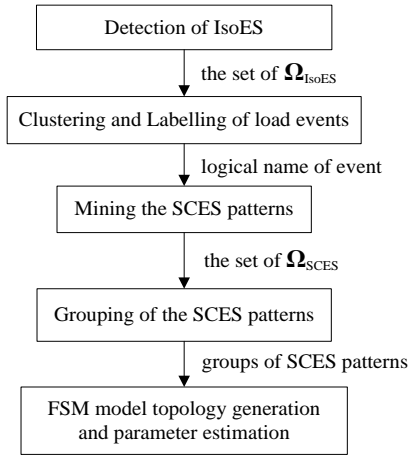 Detection of IsoES
the set of Ω_IsoES
Clustering and Labelling of load events
logical name of event
Mining the SCES patterns
the set of Ω_SCES
Grouping of the SCES patterns
groups of SCES patterns
FSM model topology generation
and parameter estimation